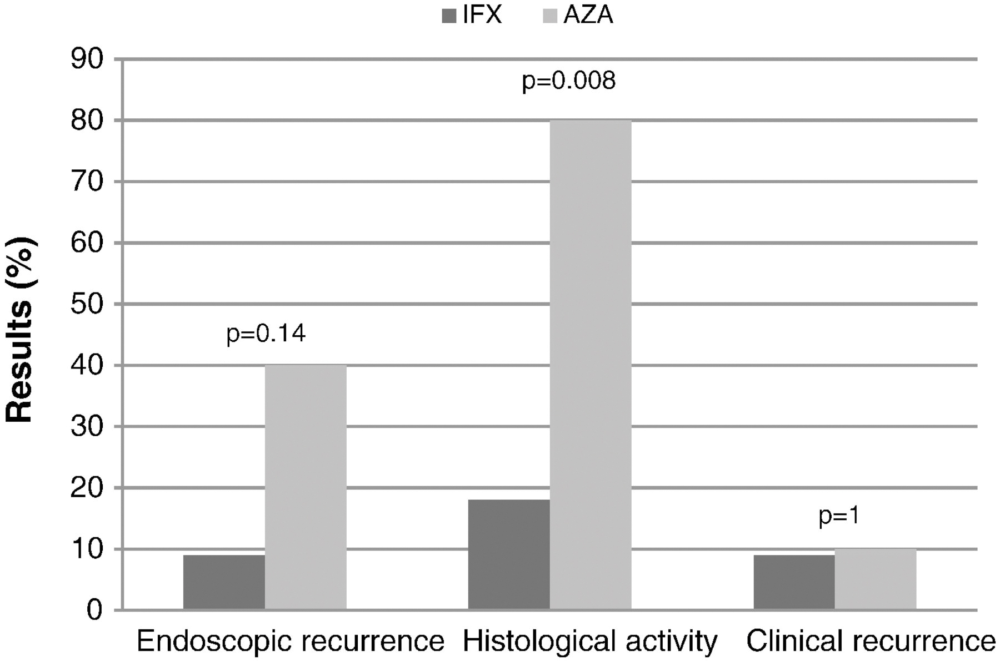 IFX AZA
90
p=0.008
80
70
60
50
p=0.14
40
30
20
p=1
10
0
Results (%)
Endoscopic recurrence Histological activity Clinical recurrence